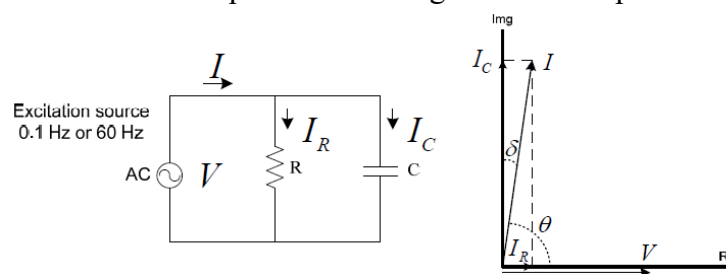 Img
I
I_C
I
Excitation source
0.1 Hz or 60 Hz
I_R
I_C
δ
AC
V
R
C
θ
I_R
V